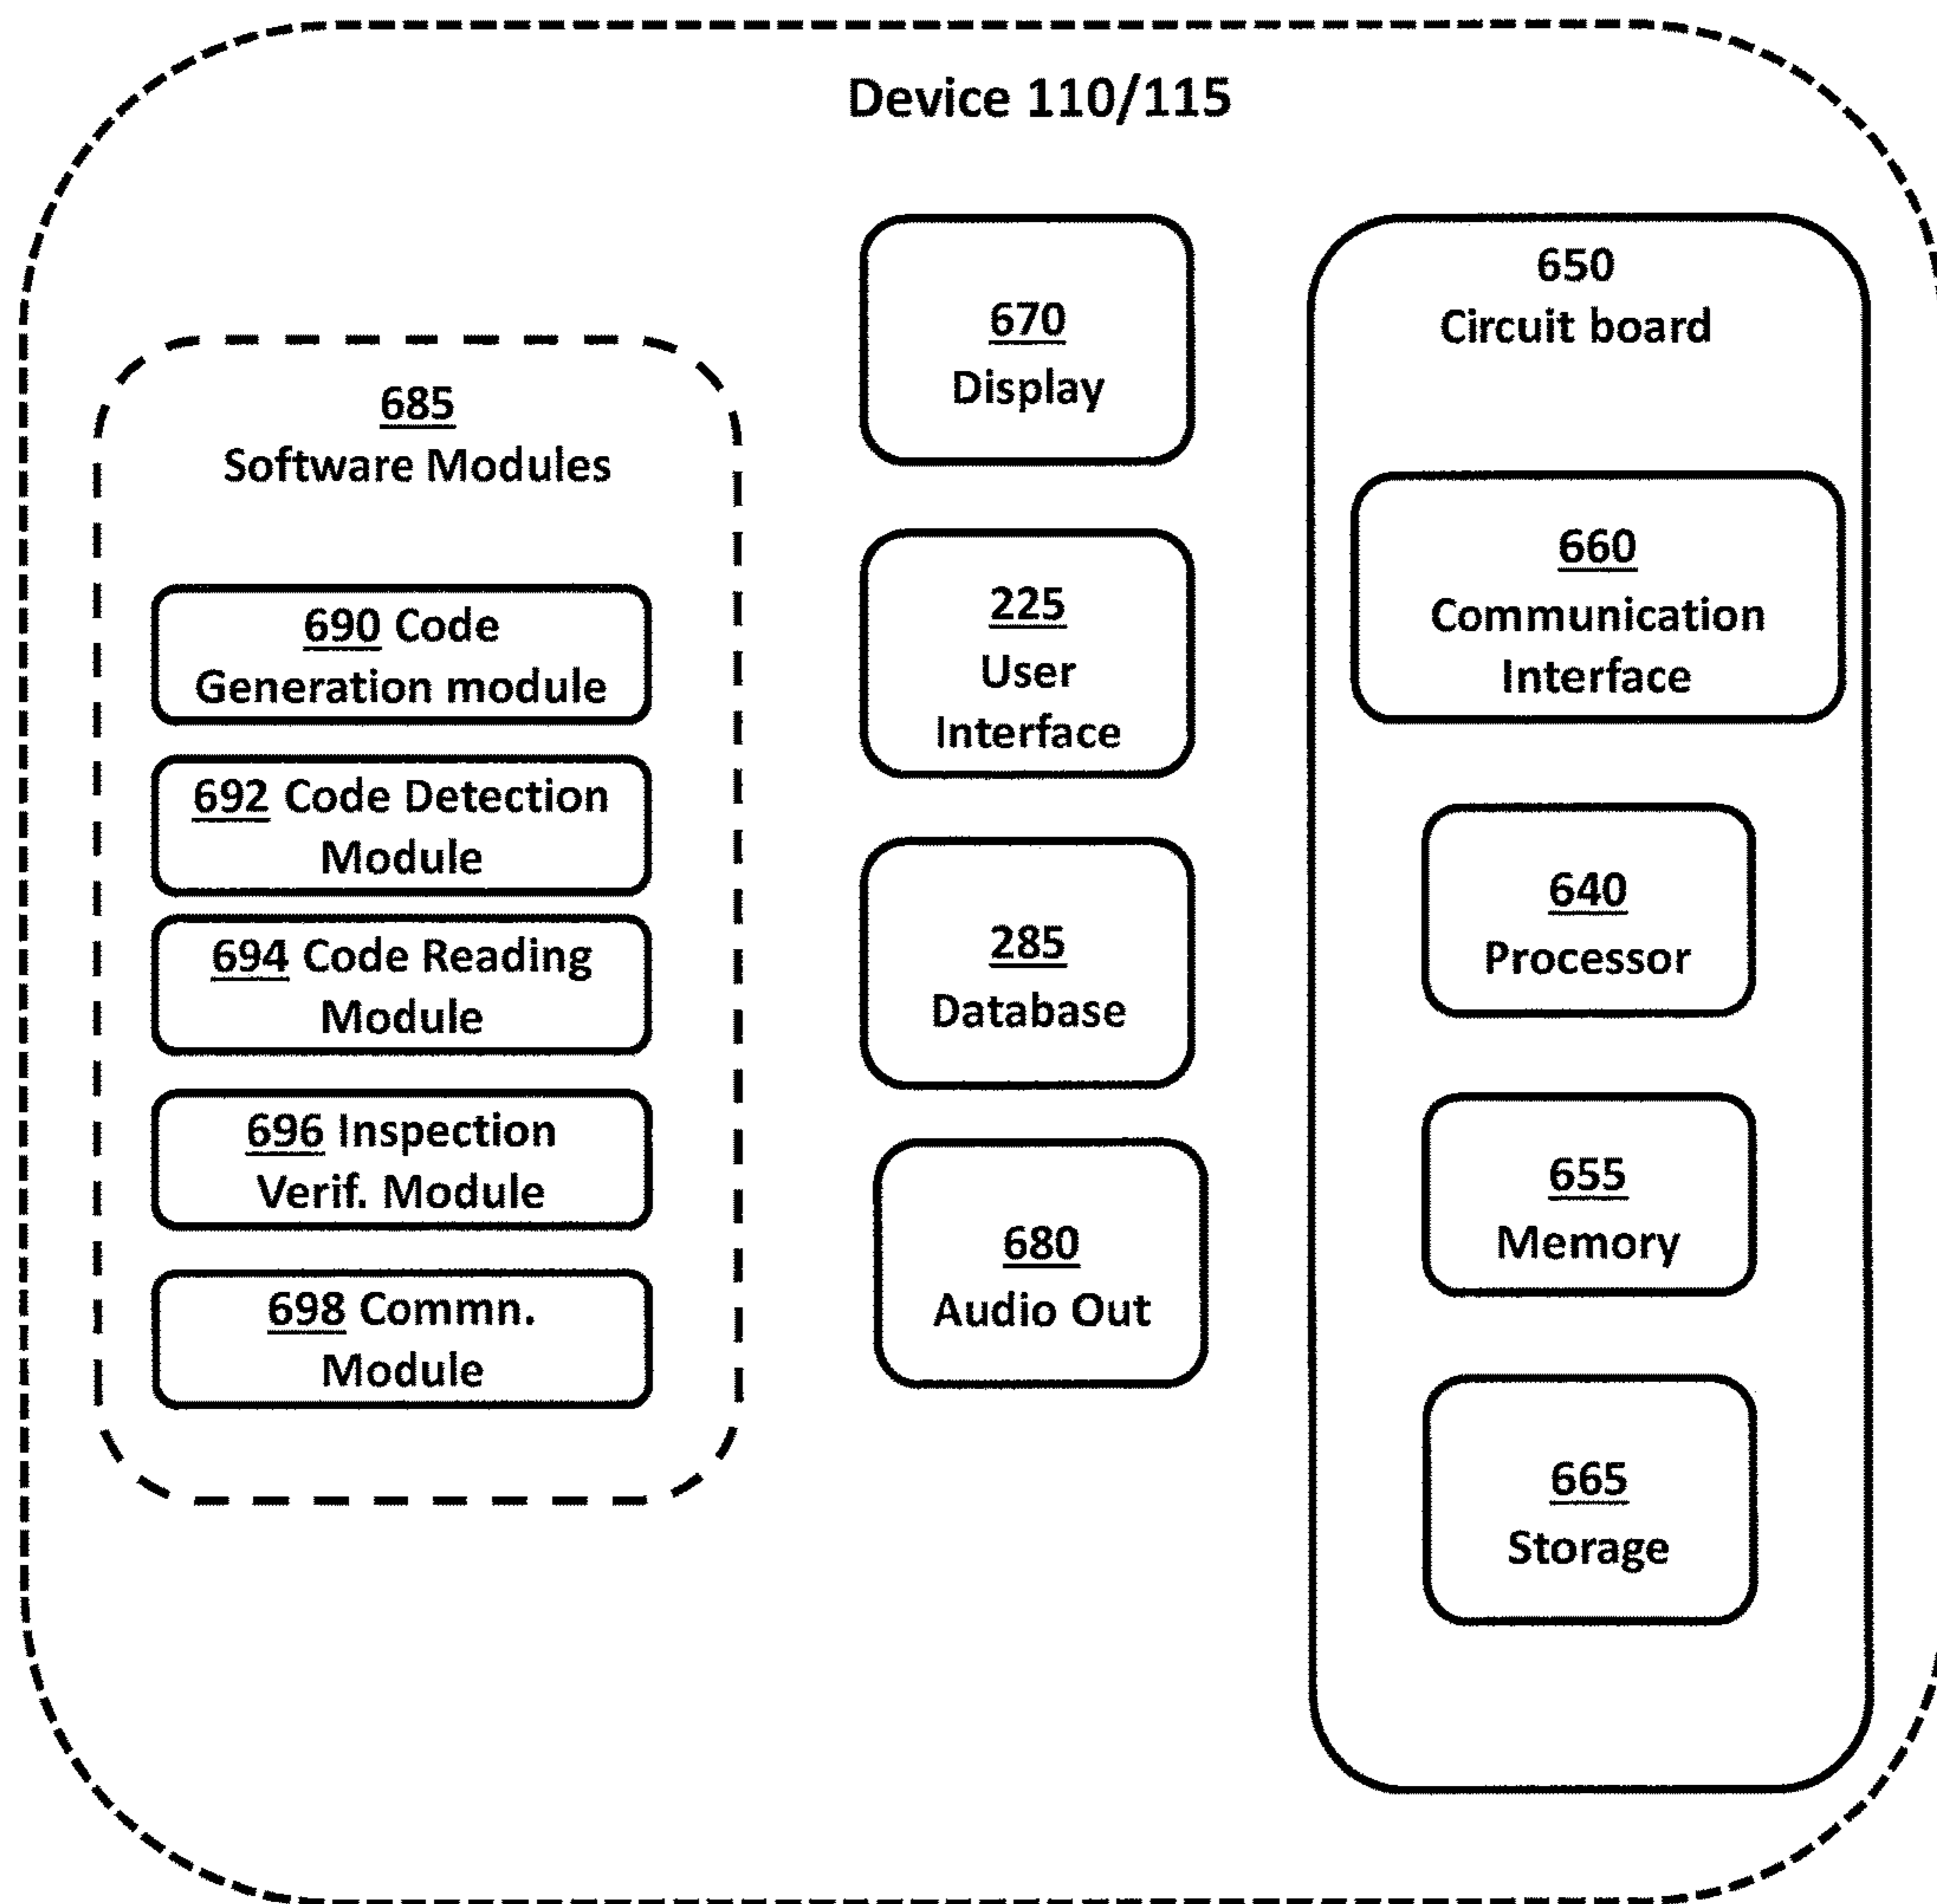 Device 110/115
685
Software Modules
690 Code
Generation module
692 Code Detection
Module
694 Code Reading
Module
696 Inspection
Verif. Module
698 Commn.
Module
670
Display
225
User
Interface
285
Database
680
Audio Out
650
Circuit board
660
Communication
Interface
640
Processor
655
Memory
665
Storage